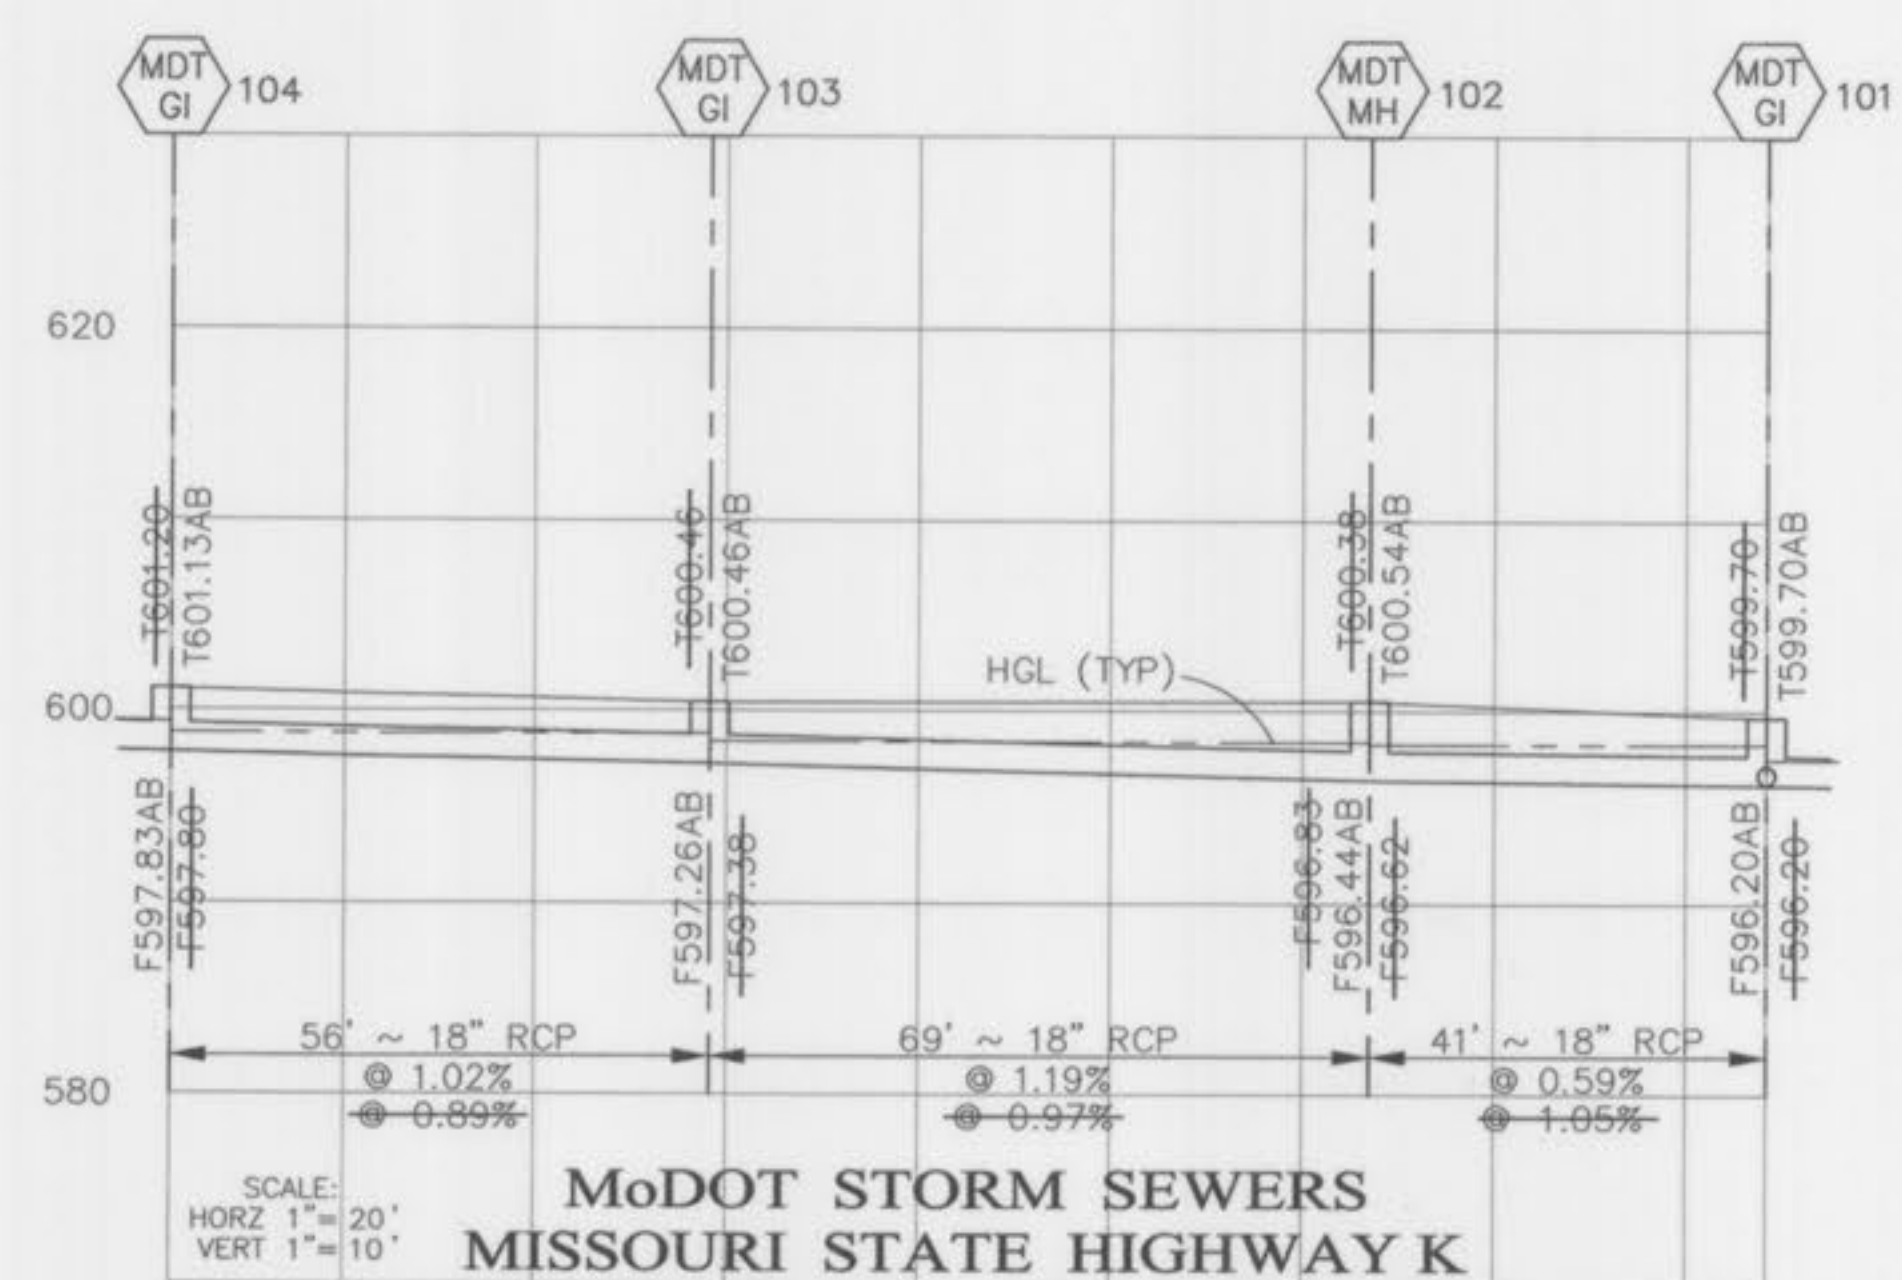 MDT
GI
104
MDT
GI
103
MDT
MH
102
MDT
GI
101
620
T601.20
T601.13AB
T600.46
T600.46AB
T600.38
T600.54AB
T599.70
T599.70AB
HGL (TYP)
600
F597.83AB
F597.80
F597.26AB
F597.38
F596.83
F596.44AB
F596.62
F596.20AB
F596.20
56' ~ 18" RCP
69' ~ 18" RCP
41' ~ 18" RCP
@ 1.02%
@ 1.19%
@ 0.59%
580
@ 0.89%
@ 0.97%
@ 1.05%
SCALE:
HORZ 1"= 20'
VERT 1"= 10'
MoDOT STORM SEWERS
MISSOURI STATE HIGHWAY K